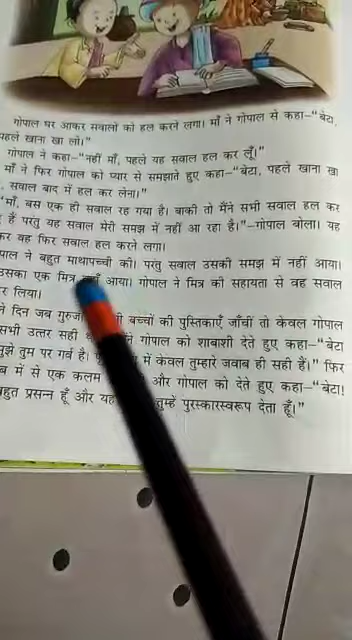 गोपाल घर आकर सवालों को हल करने लगा। माँ ने गोपाल से कहा–“बेटा,
पहले खाना खा लो।”
गोपाल ने कहा–“नहीं माँ, पहले यह सवाल हल कर लूँ।”
माँ ने फिर गोपाल को प्यार से समझाते हुए कहा–“बेटा, पहले खाना खा
सवाल बाद में हल कर लेना।”
“माँ, बस एक ही सवाल रह गया है। बाकी तो मैंने सभी सवाल हल कर
हैं परंतु यह सवाल मेरी समझ में नहीं आ रहा है।”–गोपाल बोला। यह
कर वह फिर सवाल हल करने लगा।
ने बहुत माथापच्ची की। परंतु सवाल उसकी समझ में नहीं आया।
उसका एक मित्र आया। गोपाल ने मित्र की सहायता से वह सवाल
लिया।
दिन जब बच्चों की पुस्तिकाएँ जाँचीं तो केवल गोपाल
सभी उत्तर सही गोपाल को शाबाशी देते हुए कहा–“बेटा
तुम पर गर्व है। में केवल तुम्हारे जवाब ही सही हैं।” फिर
में से एक कलम और गोपाल को देते हुए कहा–“बेटा!
बहुत प्रसन्न हूँ और यह तुम्हें पुरस्कारस्वरूप देता हूँ।”